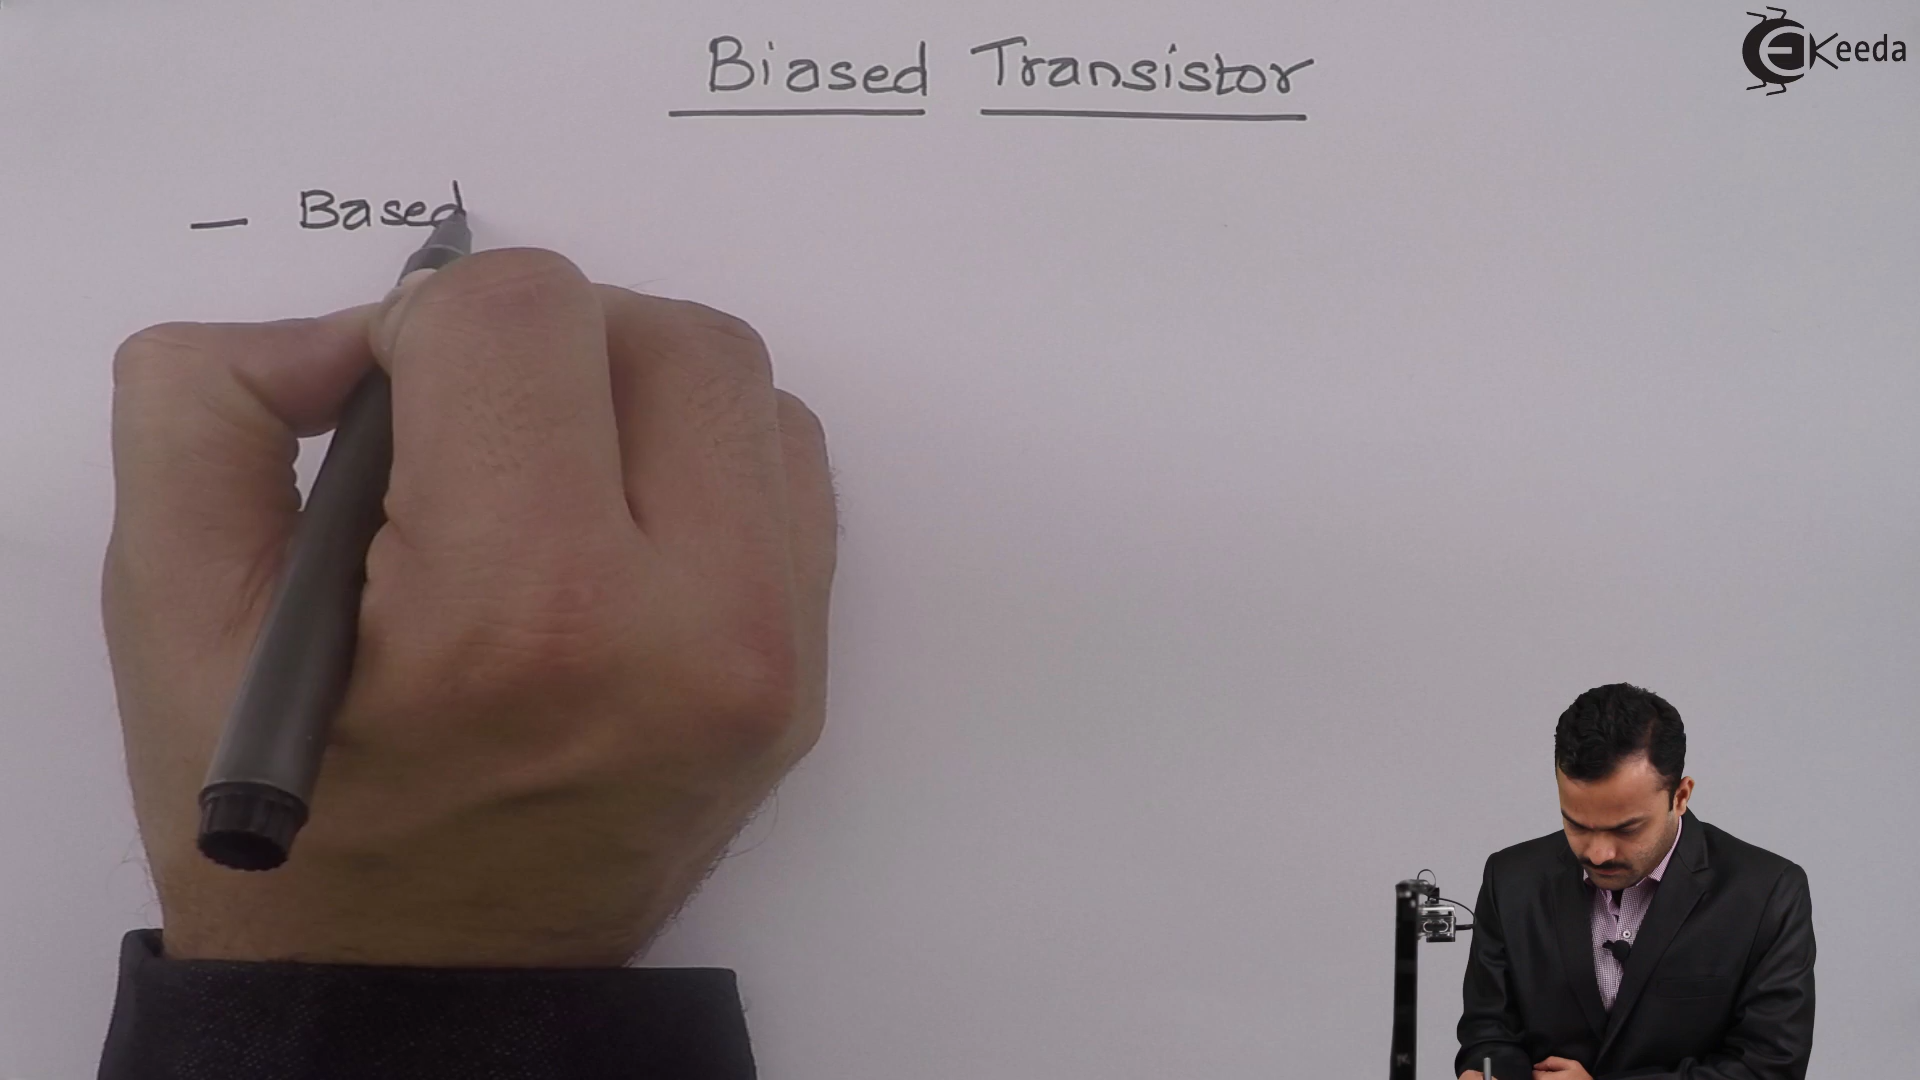 EKeeda
Biased Transistor
— Based